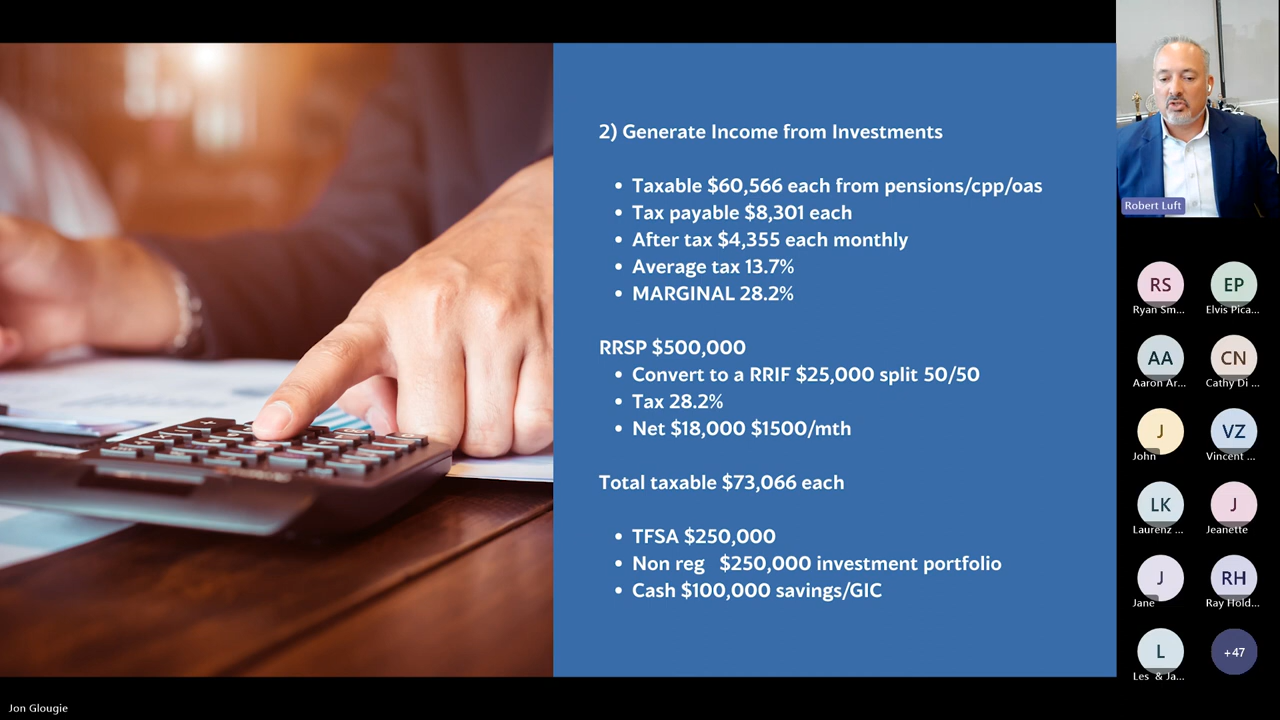 2) Generate Income from Investments
• Taxable $60,566 each from pensions/cpp/oas
• Tax payable $8,301 each
• After tax $4,355 each monthly
• Average tax 13.7%
• MARGINAL 28.2%
RRSP $500,000
• Convert to a RRIF $25,000 split 50/50
• Tax 28.2%
• Net $18,000 $1500/mth
Total taxable $73,066 each
• TFSA $250,000
• Non reg $250,000 investment portfolio
• Cash $100,000 savings/GIC
Robert Luft
RS EP
Ryan Sm... Elvis Pica...
AA CN
Aaron Ar... Cathy Di ...
J VZ
John Vincent ...
LK J
Laurenz ... Jeanette
J RH
Jane Ray Hold...
L +47
Les & Ja...
Jon Glougie